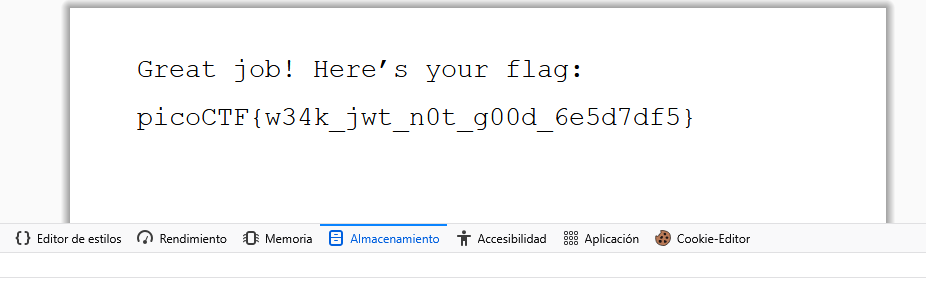 Great job! Here’s your flag:
picoCTF{w34k_jwt_n0t_g00d_6e5d7df5}
{} Editor de estilos Rendimiento Memoria Almacenamiento Accesibilidad Aplicación Cookie-Editor